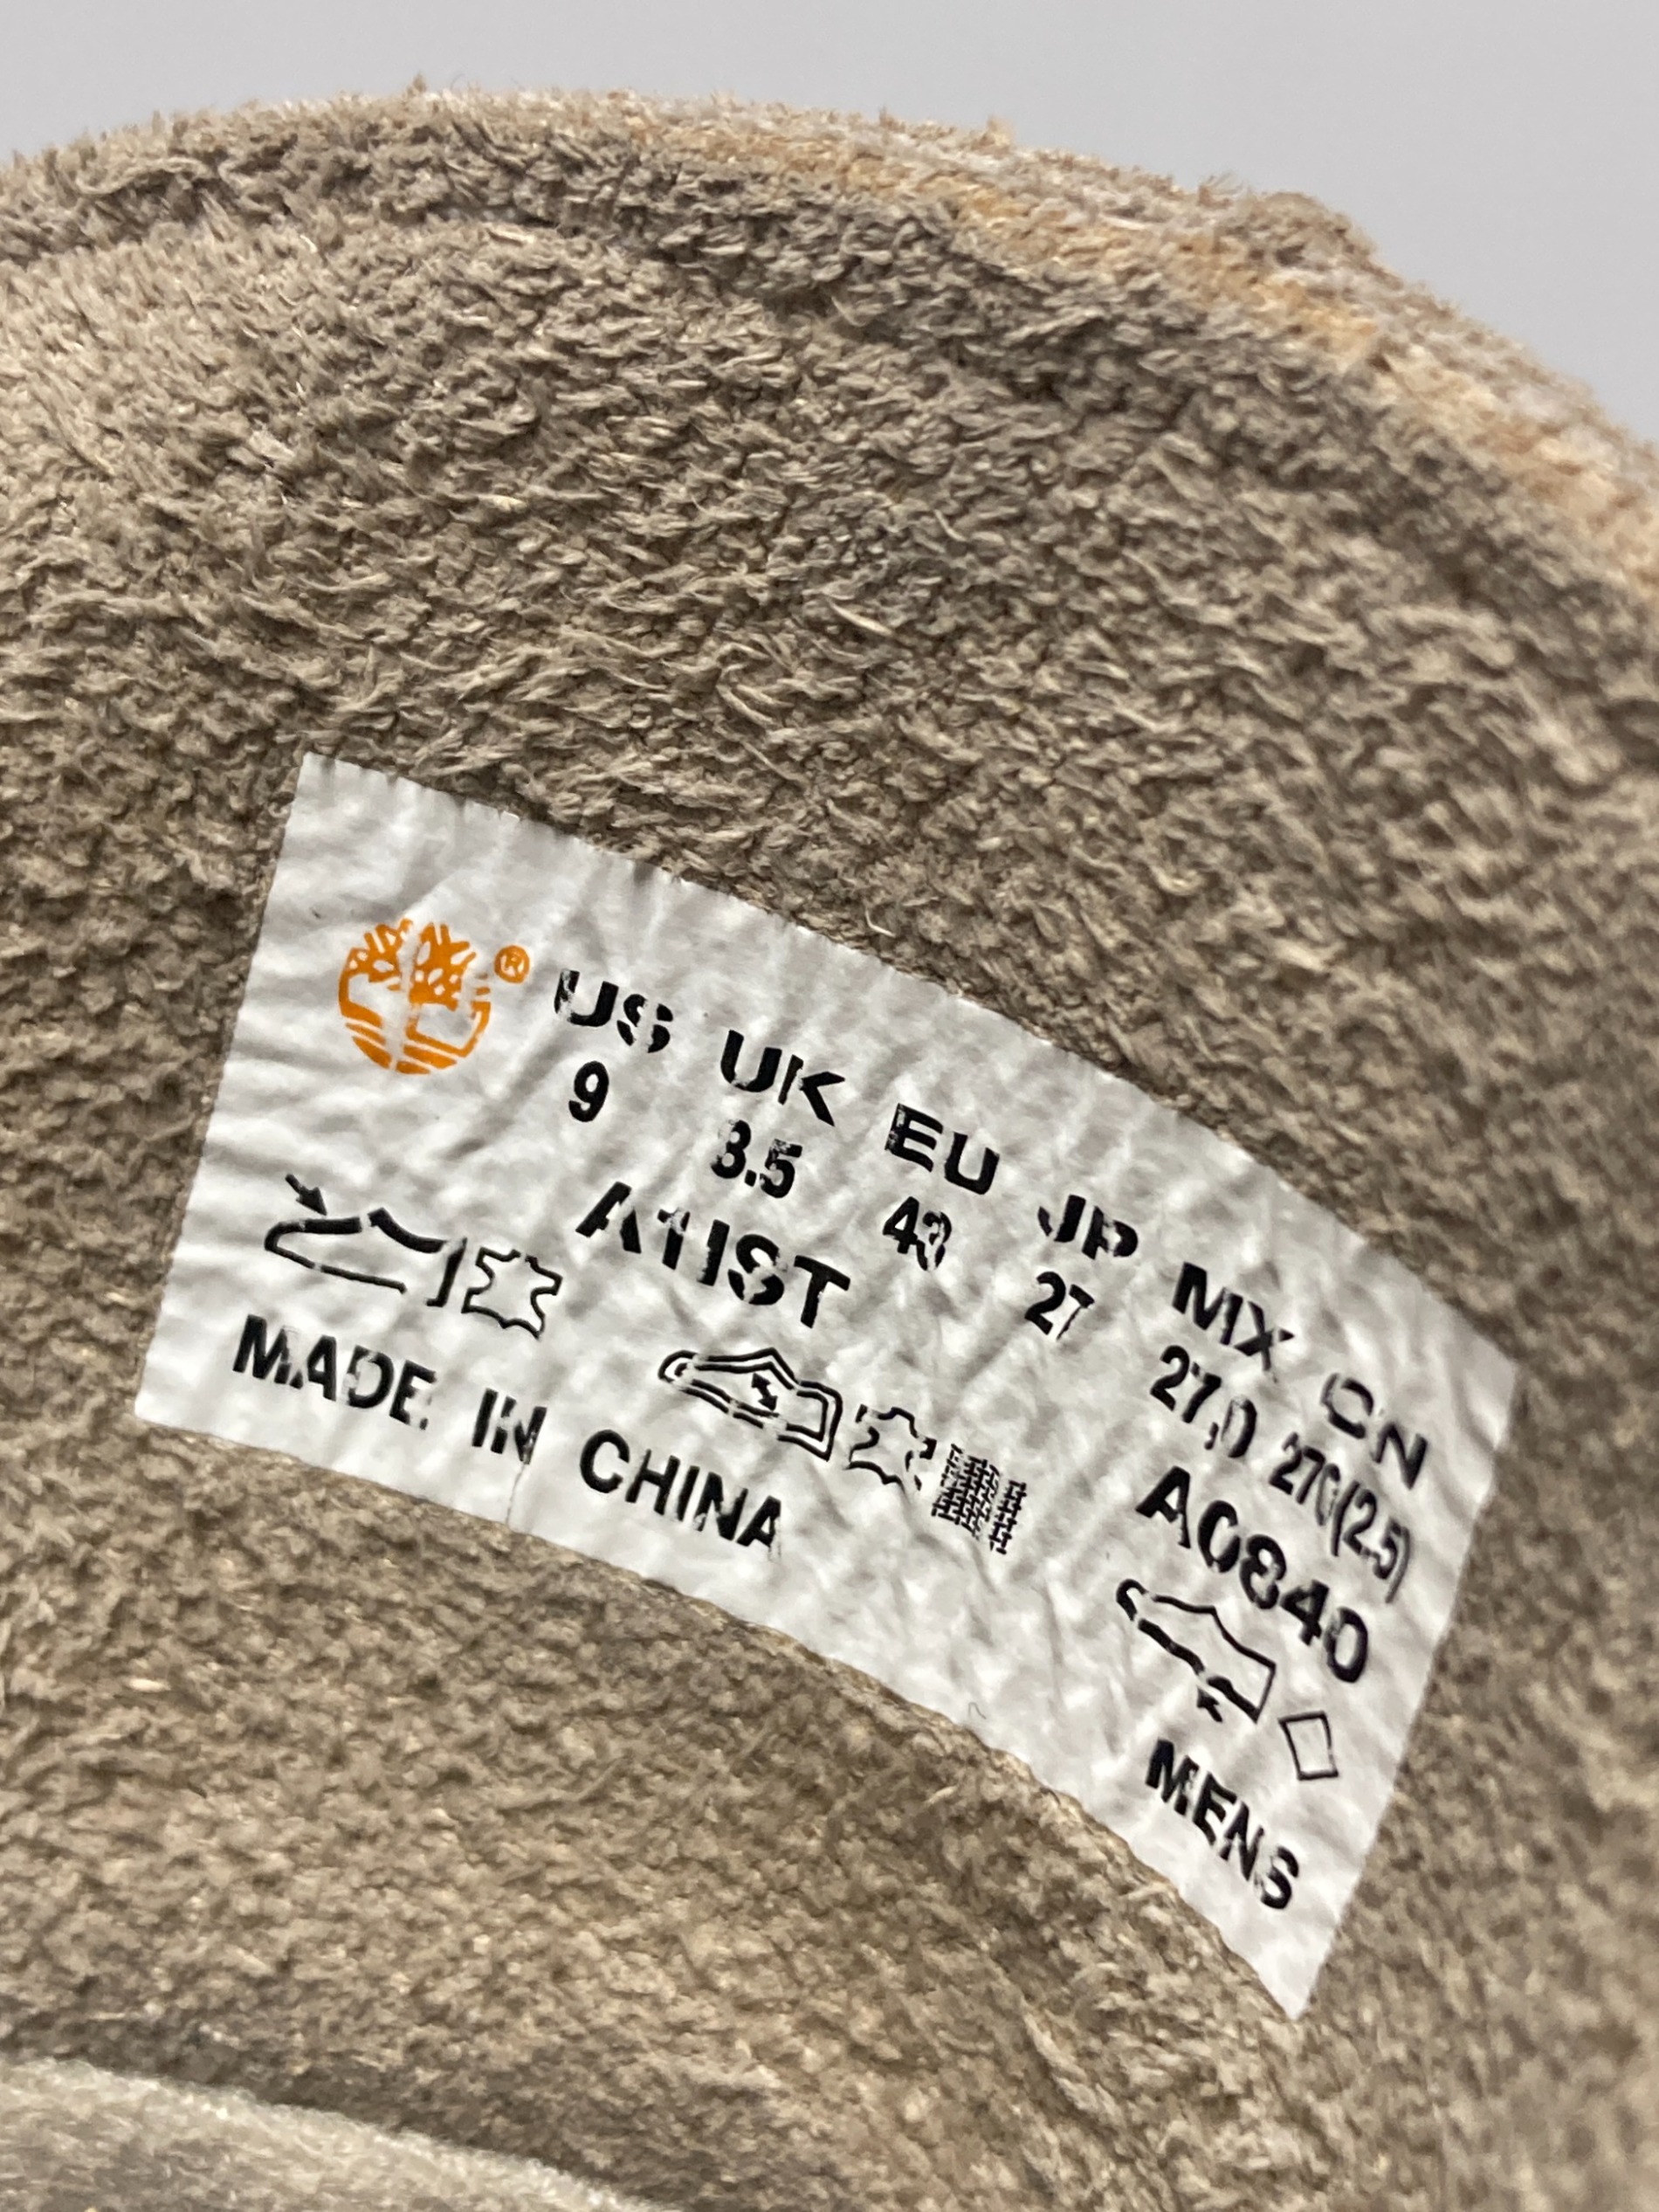 ® US UK EU JP MX CN
9 8.5 43 27 27.0 270(2.5)
A1IST A0840
MADE IN CHINA MENS